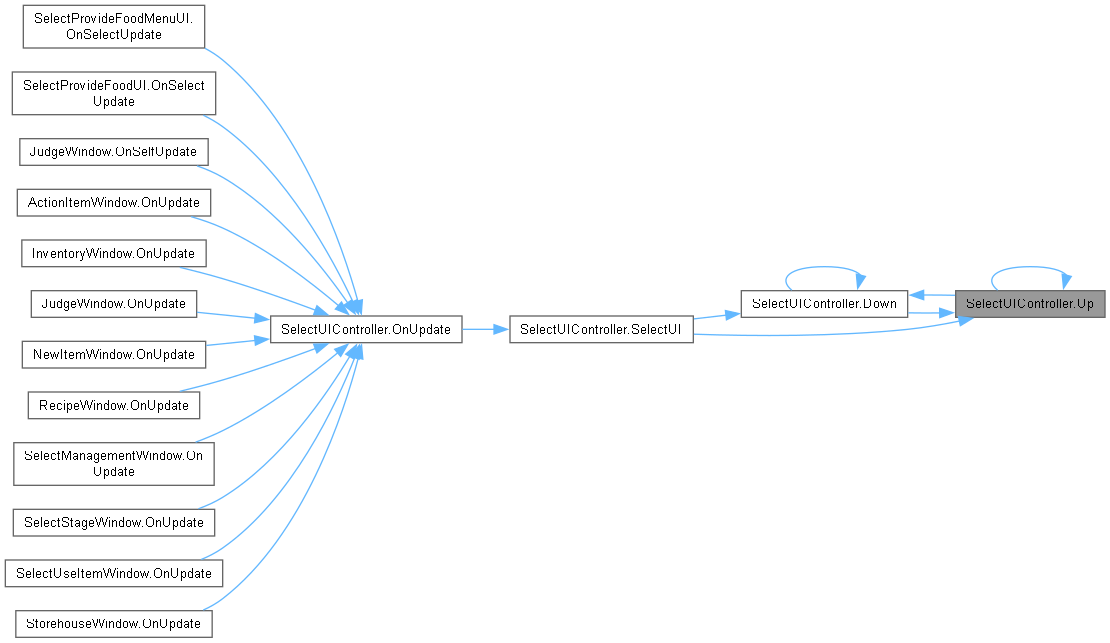 SelectProvideFoodMenuUI.
OnSelectUpdate
SelectProvideFoodUI.OnSelect
Update
JudgeWindow.OnSelfUpdate
ActionItemWindow.OnUpdate
InventoryWindow.OnUpdate
JudgeWindow.OnUpdate
NewItemWindow.OnUpdate
RecipeWindow.OnUpdate
SelectManagementWindow.On
Update
SelectStageWindow.OnUpdate
SelectUseItemWindow.OnUpdate
StorehouseWindow.OnUpdate
SelectUIController.OnUpdate
SelectUIController.SelectUI
SelectUIController.Down
SelectUIController.Up